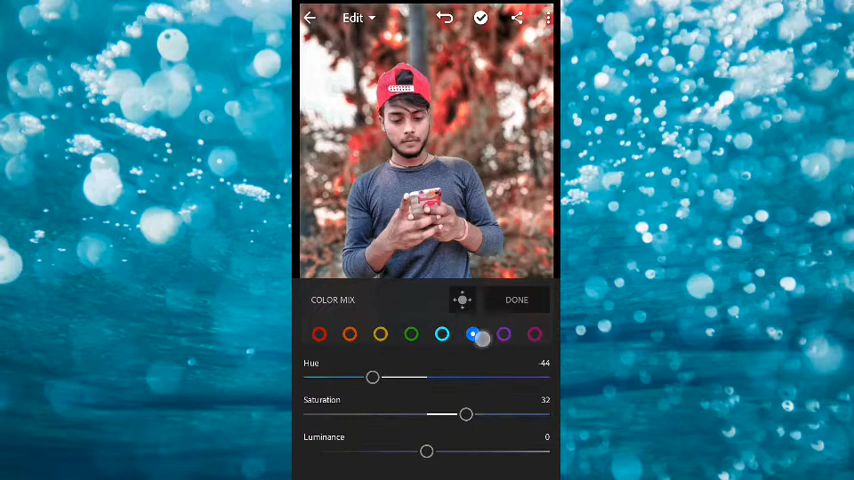 Edit
COLOR MIX
DONE
Hue -44
Saturation 32
Luminance 0